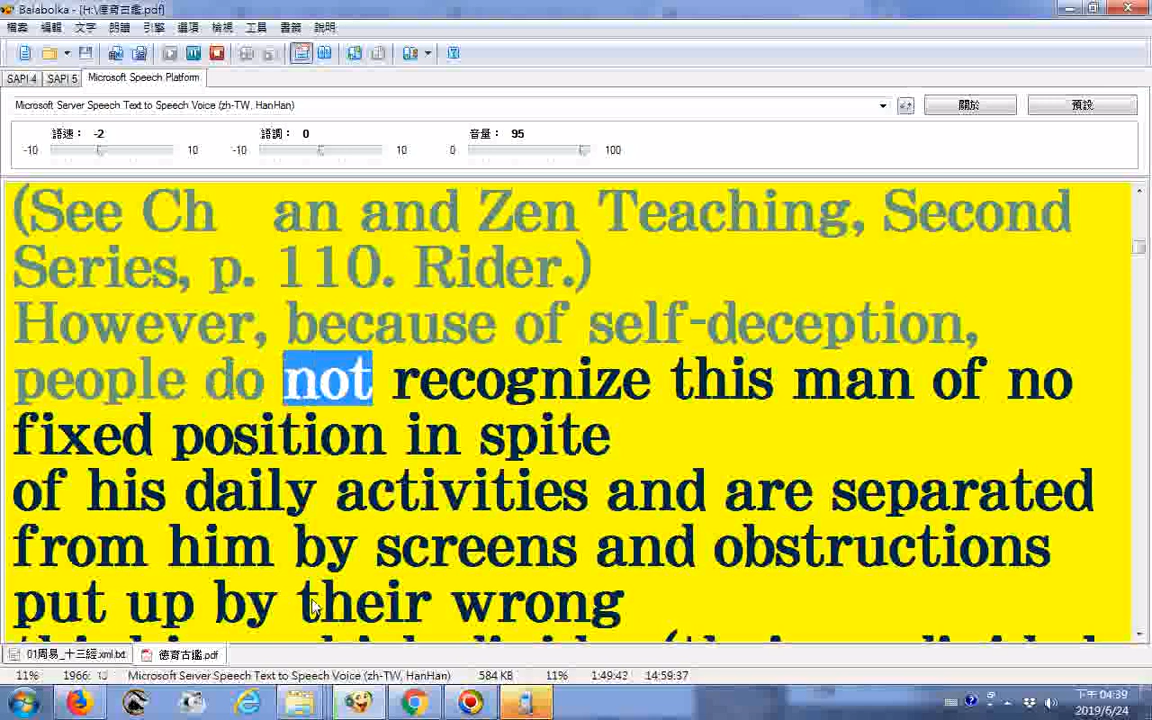 Balabolka - [H:\德育古鑑.pdf]
檔案 編輯 文字 朗讀 引擎 選項 檢視 工具 書籤 說明
SAPI 4 SAPI 5 Microsoft Speech Platform
Microsoft Server Speech Text to Speech Voice (zh-TW, HanHan) 關於 預設
語速： -2 語調： 0 音量： 95
-10 10 -10 10 0 100
(See Ch an and Zen Teaching, Second
Series, p. 110. Rider.)
However, because of self-deception,
people do not recognize this man of no
fixed position in spite
of his daily activities and are separated
from him by screens and obstructions
put up by their wrong
01周易_十三經.xml.txt 德育古鑑.pdf
11% Microsoft Server Speech Text to Speech Voice (zh-TW, HanHan) 584 KB 11% 1:49:42 14:59:37
下午 04:39
2019/6/24